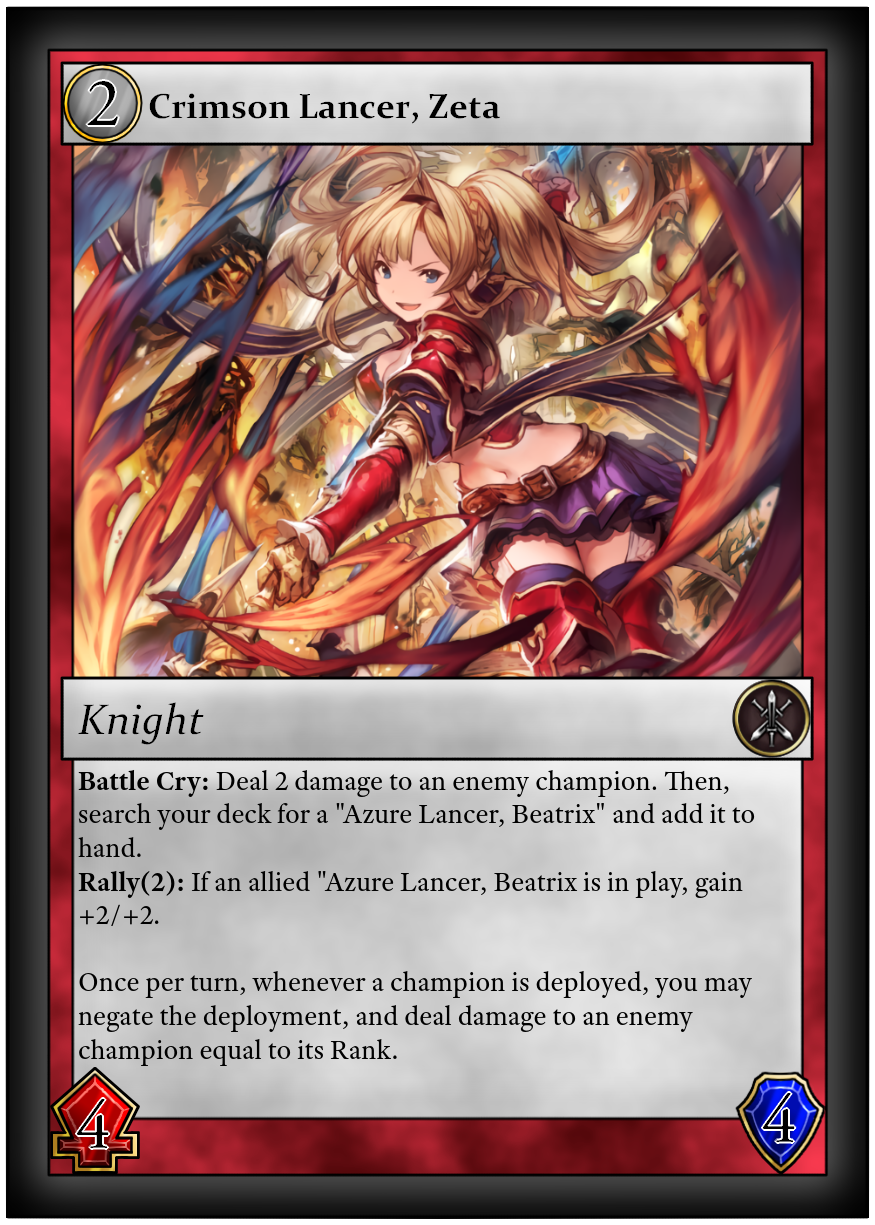 2
Crimson Lancer, Zeta
Knight
Battle Cry: Deal 2 damage to an enemy champion. Then,
search your deck for a "Azure Lancer, Beatrix" and add it to
hand.
Rally(2): If an allied "Azure Lancer, Beatrix is in play, gain
+2/+2.
Once per turn, whenever a champion is deployed, you may
negate the deployment, and deal damage to an enemy
champion equal to its Rank.
4
4